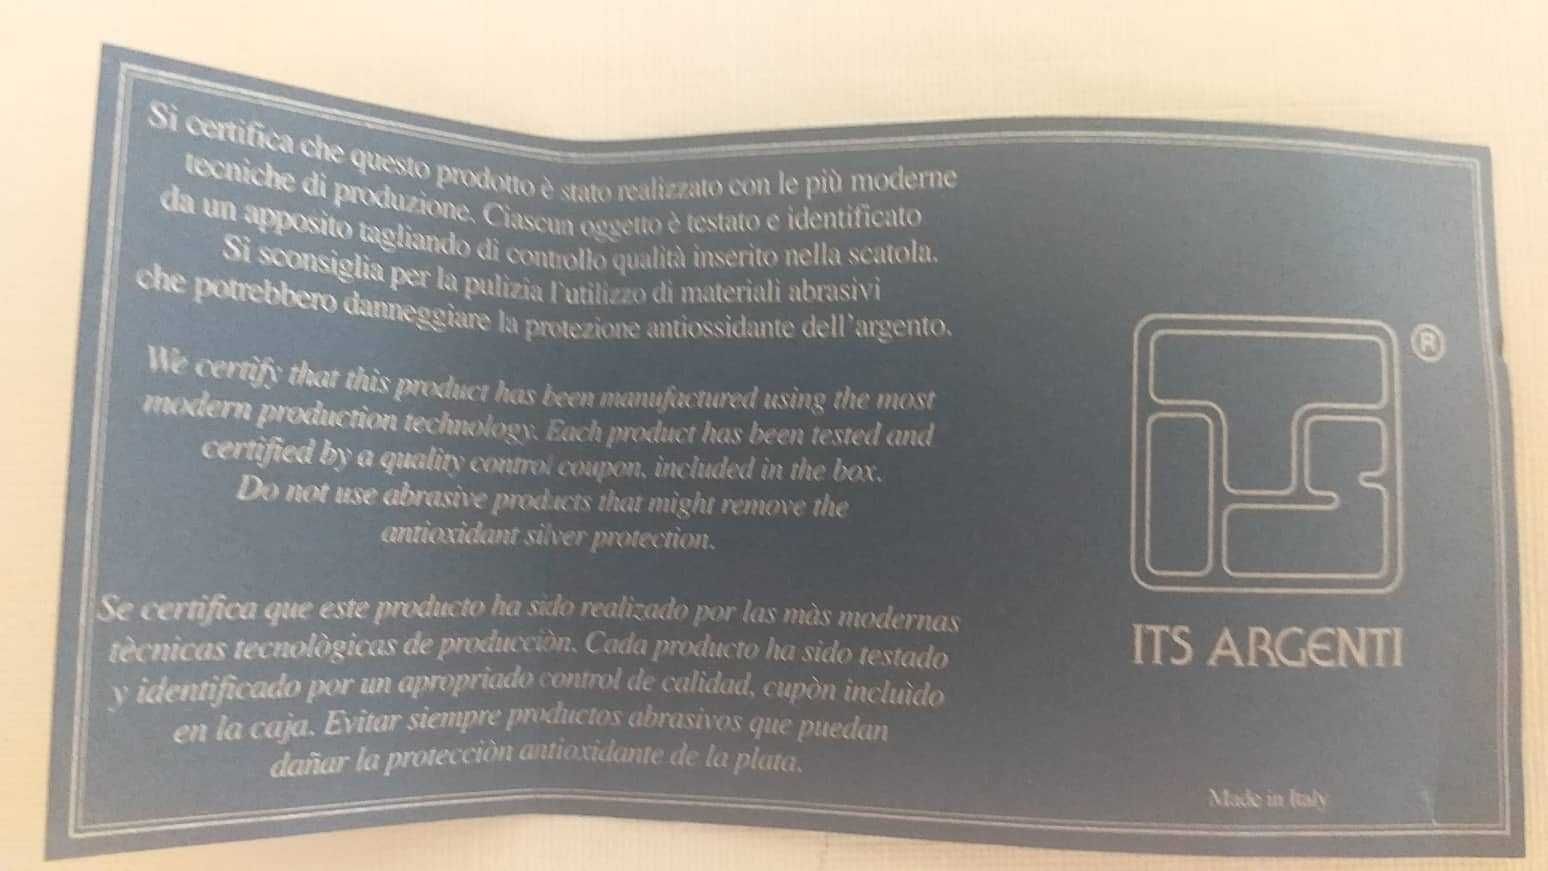 Si certifica che questo prodotto è stato realizzato con le più moderne
tecniche di produzione. Ciascun oggetto è testato e identificato
da un apposito tagliando di controllo qualità inserito nella scatola.
Si sconsiglia per la pulizia l'utilizzo di materiali abrasivi
che potrebbero danneggiare la protezione antiossidante dell'argento.
We certify that this product has been manufactured using the most
modern production technology. Each product has been tested and
certified by a quality control coupon, included in the box.
Do not use abrasive products that might remove the
antioxidant silver protection.
Se certifica que este producto ha sido realizado por las màs modernas
tècnicas tecnològicas de producciòn. Cada producto ha sido testado
y identificado por un apropriado control de calidad, cupòn incluìdo
en la caja. Evitar siempre productos abrasivos que puedan
dañar la protecciòn antioxidante de la plata.
ITS ®
ITS ARGENTI
Made in Italy